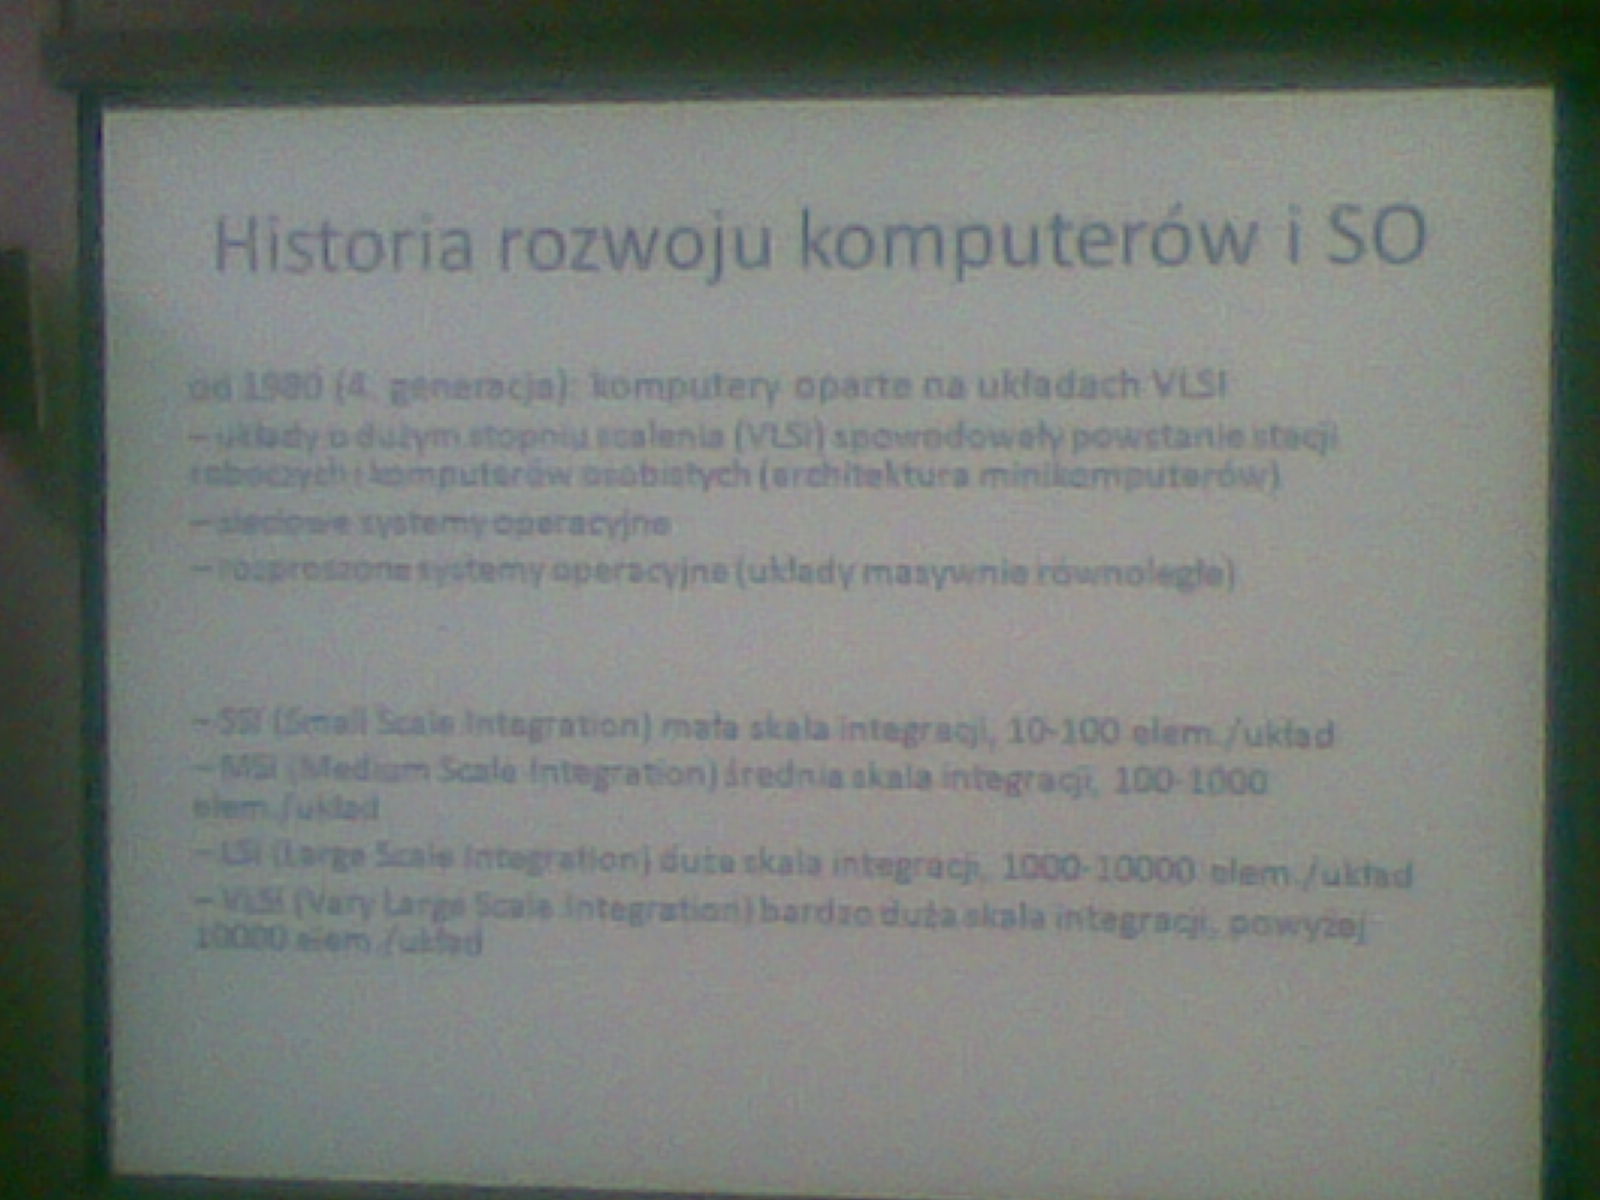 Historia rozwoju komputerów i SO
od 1980 (4. generacja): komputery oparte na układach VLSI
– układy o dużym stopniu scalenia (VLSI) spowodowały powstanie stacji
roboczych i komputerów osobistych (architektura minikomputerów)
– sieciowe systemy operacyjne
– rozproszone systemy operacyjne (układy masywnie równoległe)
– SSI (Small Scale Integration) mała skala integracji, 10-100 elem./układ
– MSI (Medium Scale Integration) średnia skala integracji, 100-1000
elem./układ
– LSI (Large Scale Integration) duża skala integracji, 1000-10000 elem./układ
– VLSI (Vary Large Scale Integration) bardzo duża skala integracji, powyżej
10000 elem./układ